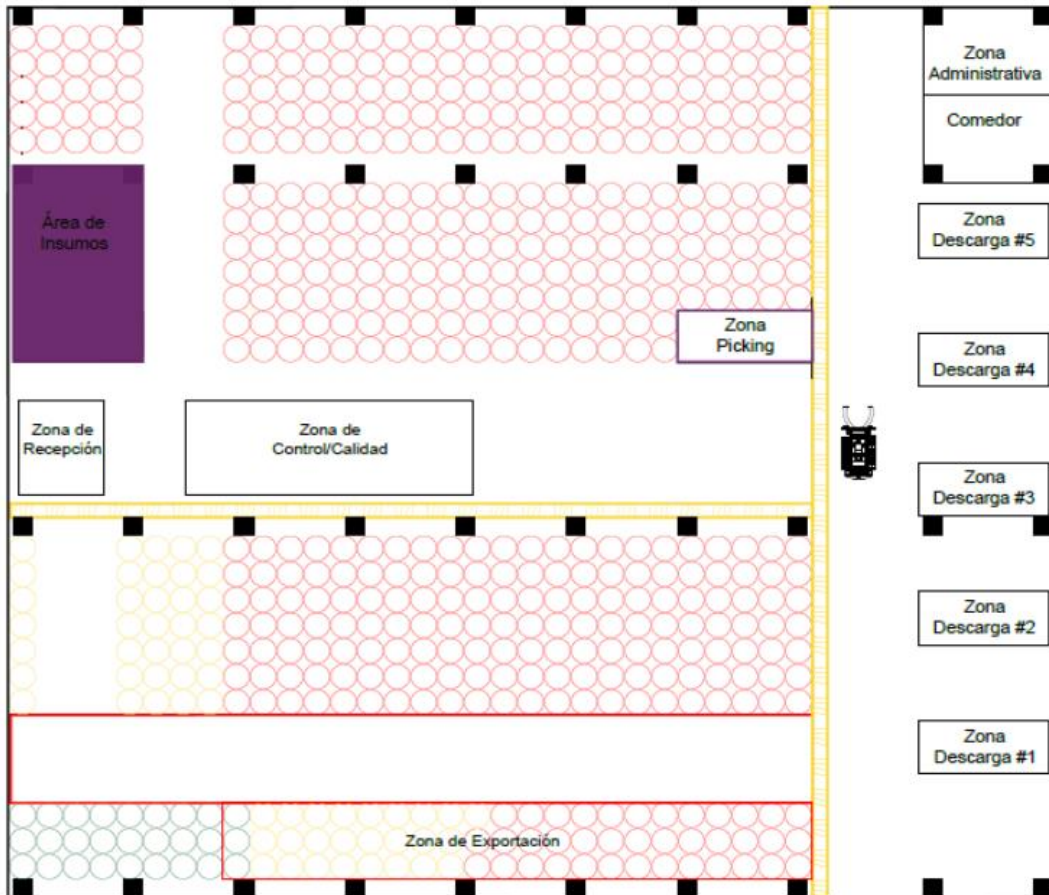 Zona
Administrativa
Comedor
Área de
Insumos
Zona
Descarga #5
Zona
Picking
Zona
Descarga #4
Zona de
Recepción
Zona de
Control/Calidad
Zona
Descarga #3
Zona
Descarga #2
Zona
Descarga #1
Zona de Exportación